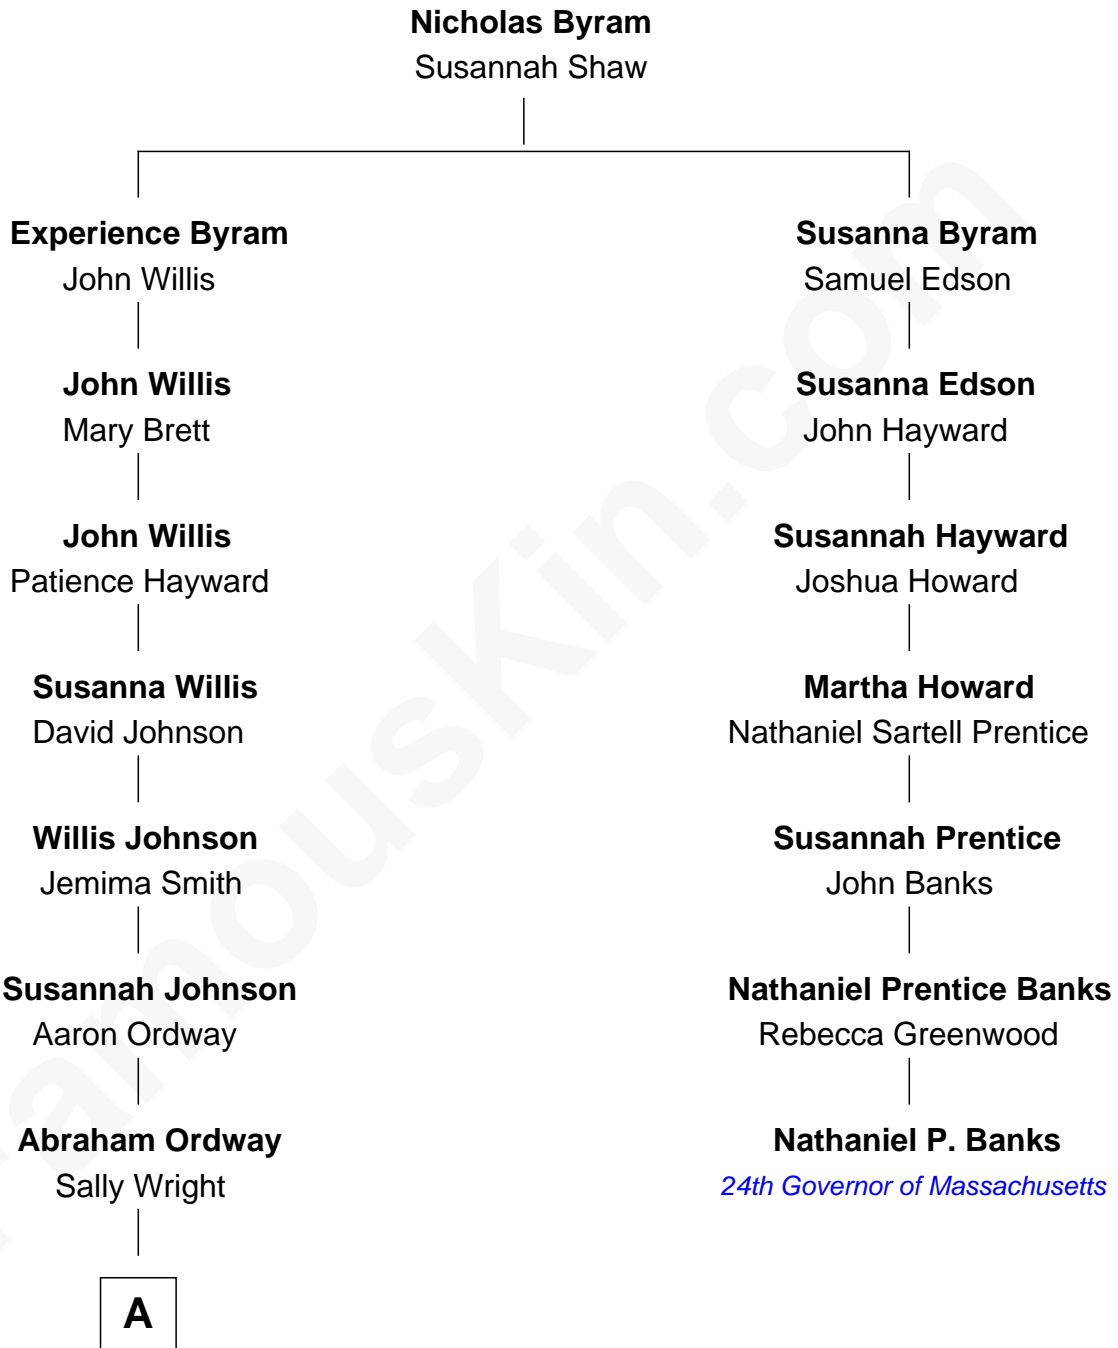 Nicholas Byram
Susannah Shaw
Experience Byram
John Willis
Susanna Byram
Samuel Edson
John Willis
Mary Brett
Susanna Edson
John Hayward
John Willis
Patience Hayward
Susannah Hayward
Joshua Howard
Susanna Willis
David Johnson
Martha Howard
Nathaniel Sartell Prentice
Willis Johnson
Jemima Smith
Susannah Prentice
John Banks
Susannah Johnson
Aaron Ordway
Nathaniel Prentice Banks
Rebecca Greenwood
Abraham Ordway
Sally Wright
Nathaniel P. Banks
24th Governor of Massachusetts
A
FamousKin.com